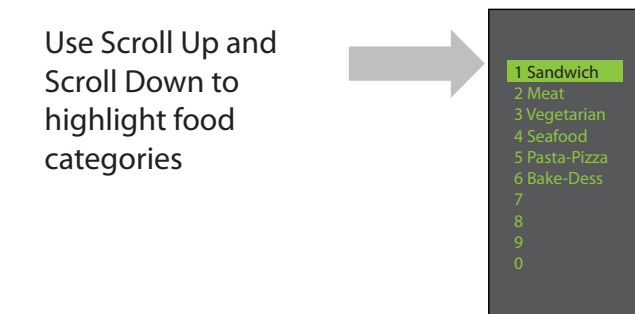 Use Scroll Up and
Scroll Down to
highlight food
categories
1 Sandwich
2 Meat
3 Vegetarian
4 Seafood
5 Pasta-Pizza
6 Bake-Dess
7
8
9
0